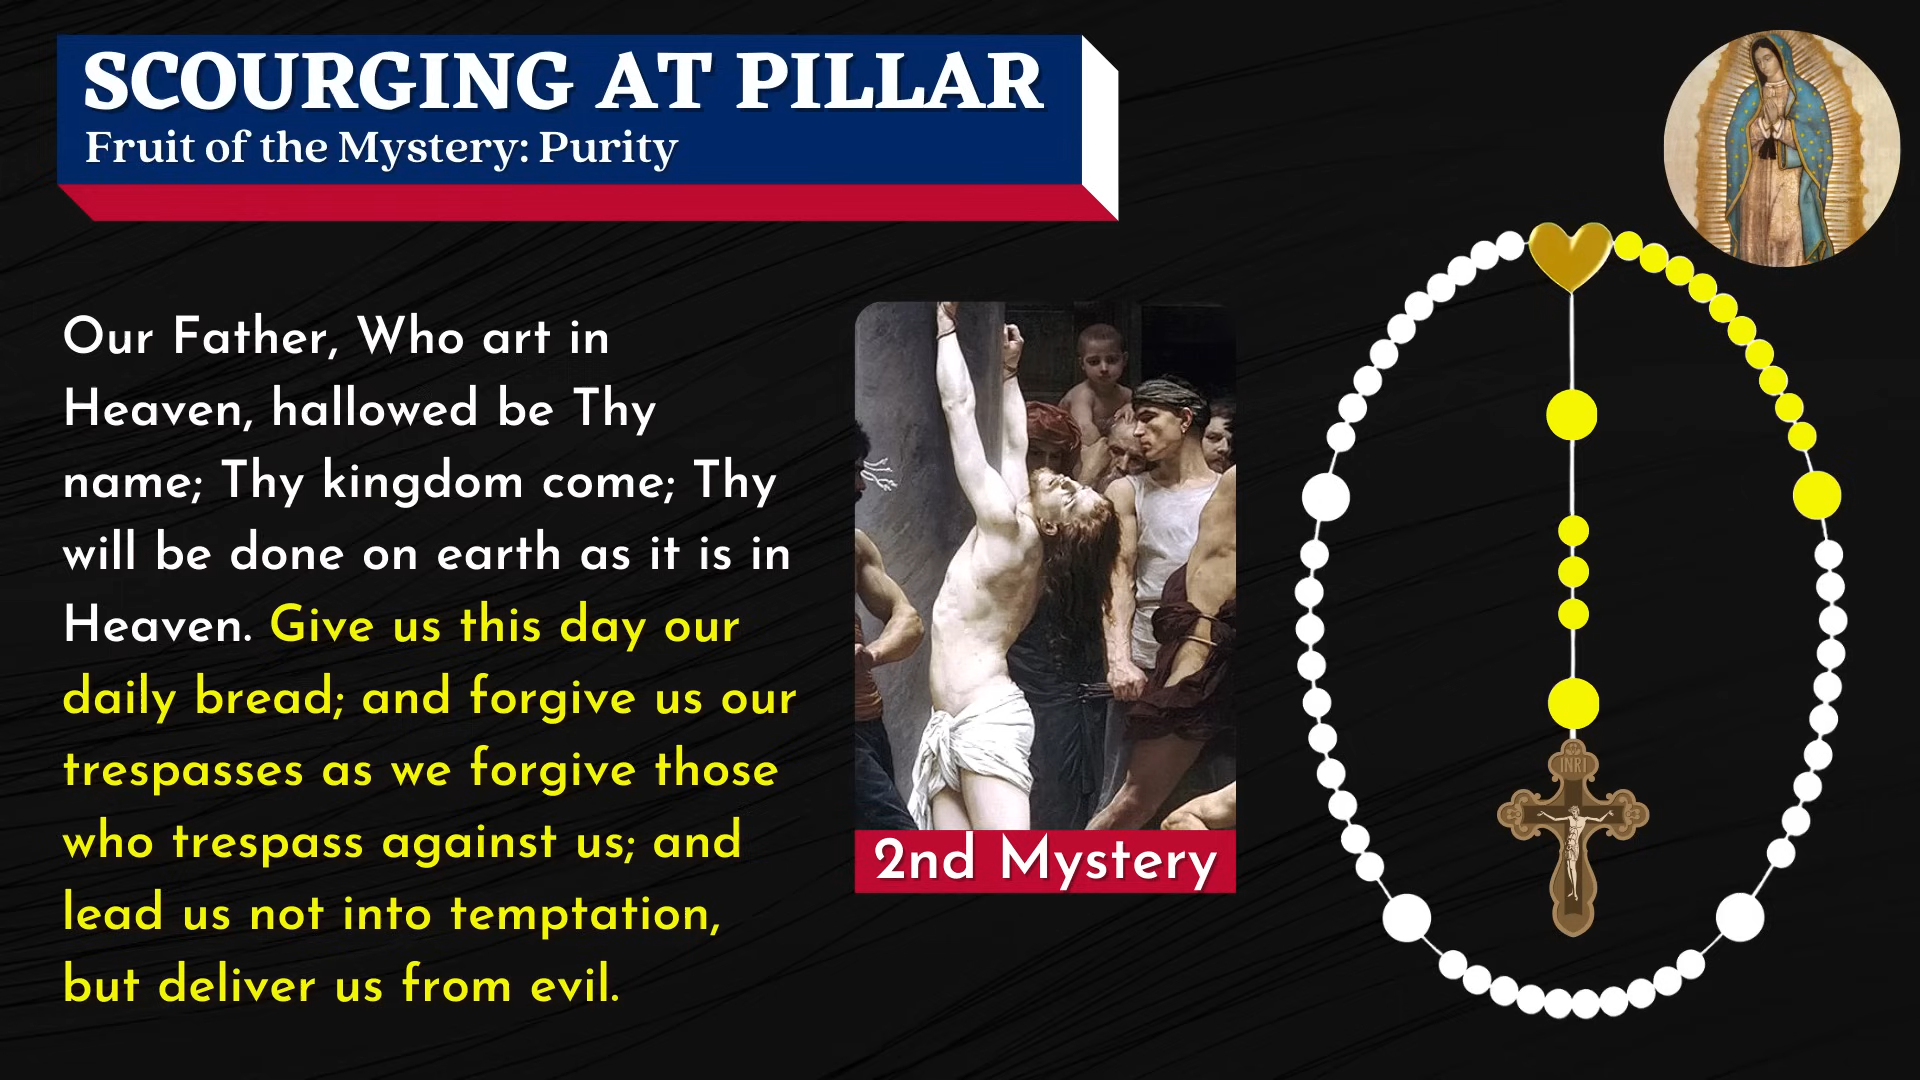 SCOURGING AT PILLAR
Fruit of the Mystery: Purity
Our Father, Who art in
Heaven, hallowed be Thy
name; Thy kingdom come; Thy
will be done on earth as it is in
Heaven. Give us this day our
daily bread; and forgive us our
trespasses as we forgive those
who trespass against us; and
lead us not into temptation,
but deliver us from evil.
2nd Mystery
INRI